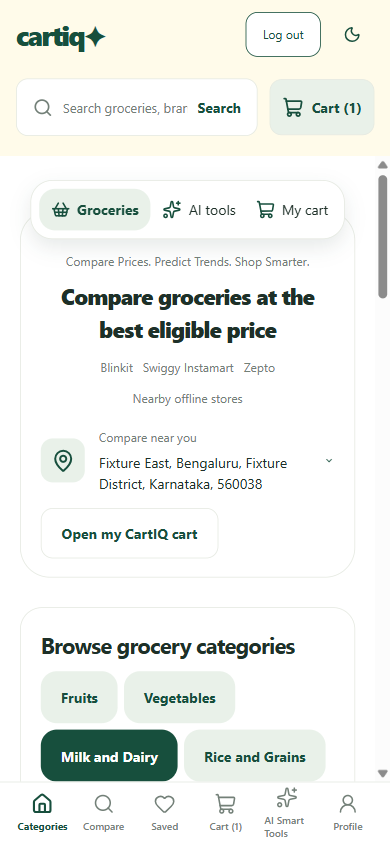 cartiq
Log out
Search groceries, brar Search
Cart (1)
Groceries AI tools My cart
Compare Prices. Predict Trends. Shop Smarter.
Compare groceries at the
best eligible price
Blinkit Swiggy Instamart Zepto
Nearby offline stores
Compare near you
Fixture East, Bengaluru, Fixture
District, Karnataka, 560038
Open my CartIQ cart
Browse grocery categories
Fruits Vegetables
Milk and Dairy Rice and Grains
Categories Compare Saved Cart (1) AI Smart
Tools Profile